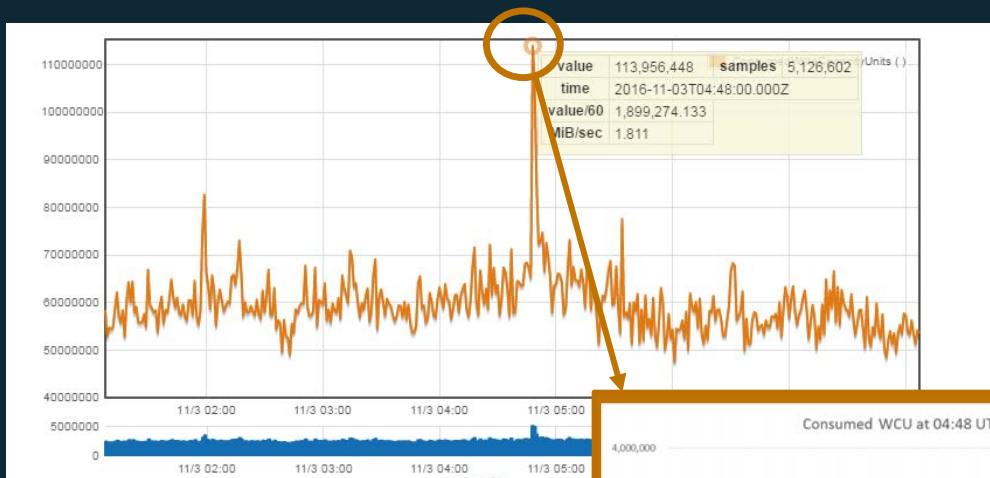 110000000
100000000
90000000
80000000
70000000
60000000
50000000
40000000
value 113,956,448 samples 5,126,602
Units ( )
time 2016-11-03T04:48:00.000Z
value/60 1,899,274.133
MiB/sec 1.811
11/3 02:00 11/3 03:00 11/3 04:00 11/3 05:00
5000000
0
11/3 02:00 11/3 03:00 11/3 04:00 11/3 05:00
Consumed WCU at 04:48 UT
4,000,000